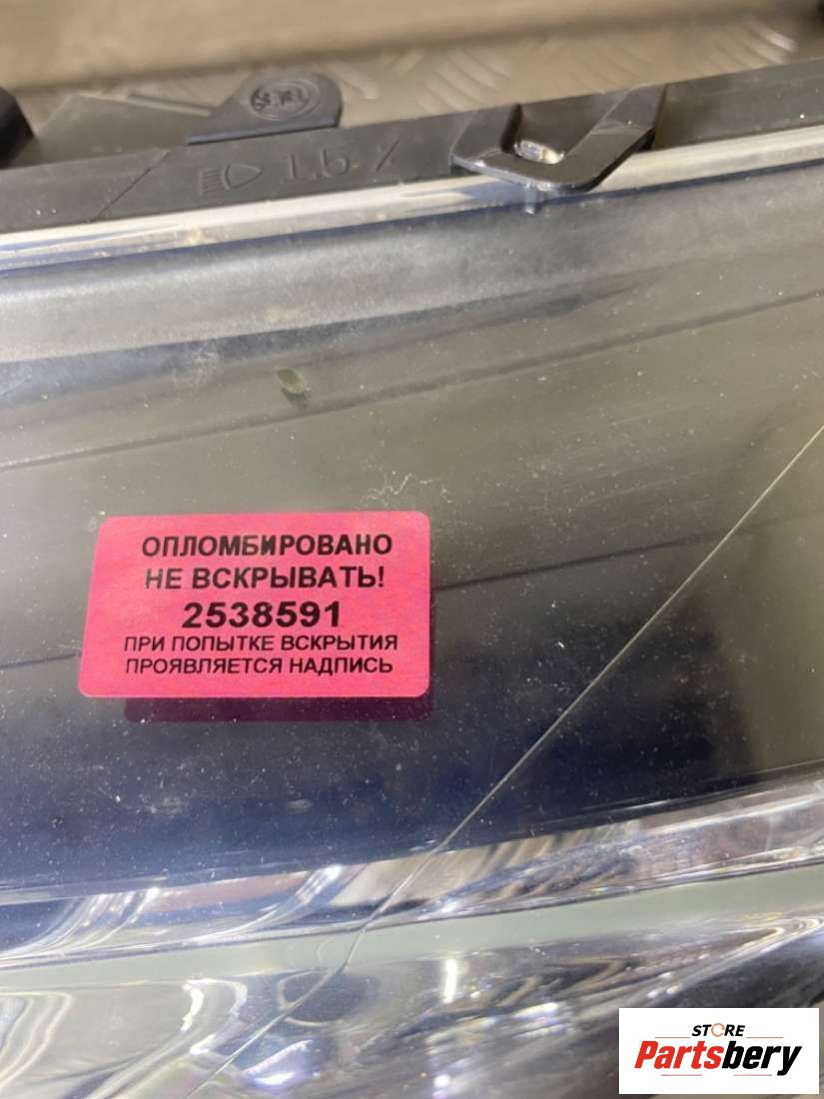 ОПЛОМБИРОВАНО
НЕ ВСКРЫВАТЬ!
2538591
ПРИ ПОПЫТКЕ ВСКРЫТИЯ
ПРОЯВЛЯЕТСЯ НАДПИСЬ
STORE
Partsbery